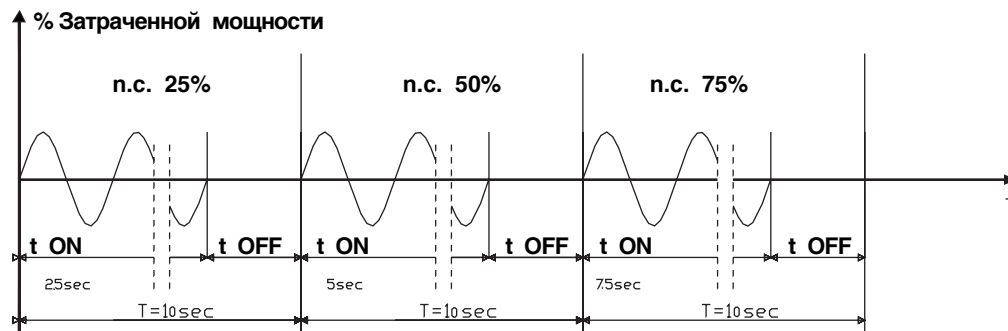 % Затраченной мощности
n.c. 25% n.c. 50% n.c. 75%
t ON t OFF t ON t OFF t ON t OFF
25sec 5sec 75sec
T=10sec T=10sec T=10sec